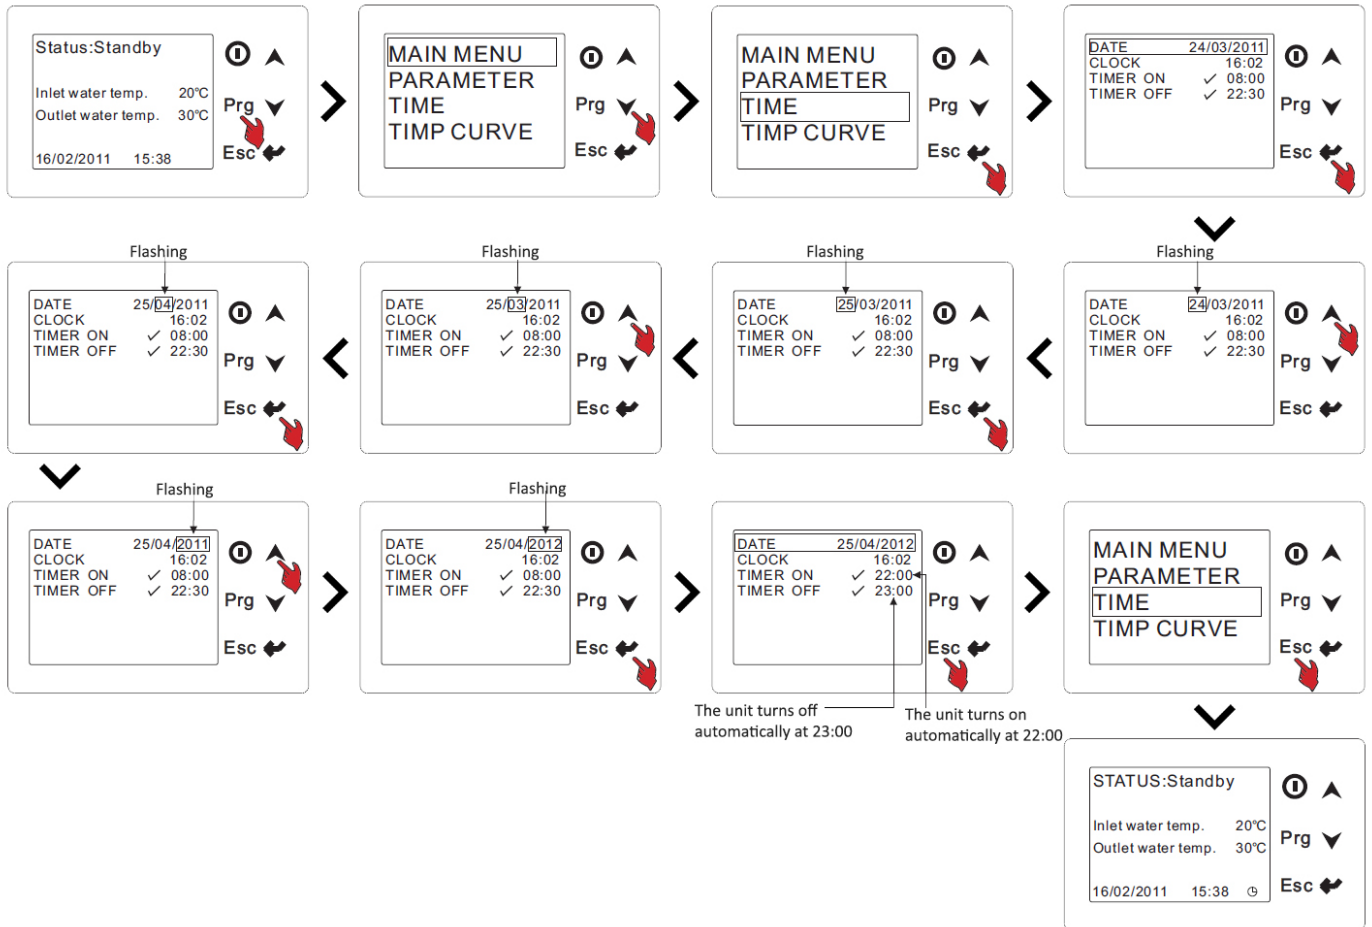 Status:Standby
Inlet water temp. 20℃
Outlet water temp. 30℃
16/02/2011 15:38
Prg
Esc
MAIN MENU
PARAMETER
TIME
TIMP CURVE
Prg
Esc
MAIN MENU
PARAMETER
TIME
TIMP CURVE
Prg
Esc
DATE 24/03/2011
CLOCK 16:02
TIMER ON ✓ 08:00
TIMER OFF ✓ 22:30
Prg
Esc
Flashing
DATE 25/04/2011
CLOCK 16:02
TIMER ON ✓ 08:00
TIMER OFF ✓ 22:30
Prg
Esc
Flashing
DATE 25/03/2011
CLOCK 16:02
TIMER ON ✓ 08:00
TIMER OFF ✓ 22:30
Prg
Esc
Flashing
DATE 25/03/2011
CLOCK 16:02
TIMER ON ✓ 08:00
TIMER OFF ✓ 22:30
Prg
Esc
Flashing
DATE 24/03/2011
CLOCK 16:02
TIMER ON ✓ 08:00
TIMER OFF ✓ 22:30
Prg
Esc
Flashing
DATE 25/04/2011
CLOCK 16:02
TIMER ON ✓ 08:00
TIMER OFF ✓ 22:30
Prg
Esc
Flashing
DATE 25/04/2012
CLOCK 16:02
TIMER ON ✓ 08:00
TIMER OFF ✓ 22:30
Prg
Esc
DATE 25/04/2012
CLOCK 16:02
TIMER ON ✓ 22:00
TIMER OFF ✓ 23:00
Prg
Esc
The unit turns off
automatically at 23:00
The unit turns on
automatically at 22:00
MAIN MENU
PARAMETER
TIME
TIMP CURVE
Prg
Esc
STATUS:Standby
Inlet water temp. 20℃
Outlet water temp. 30℃
16/02/2011 15:38
Prg
Esc